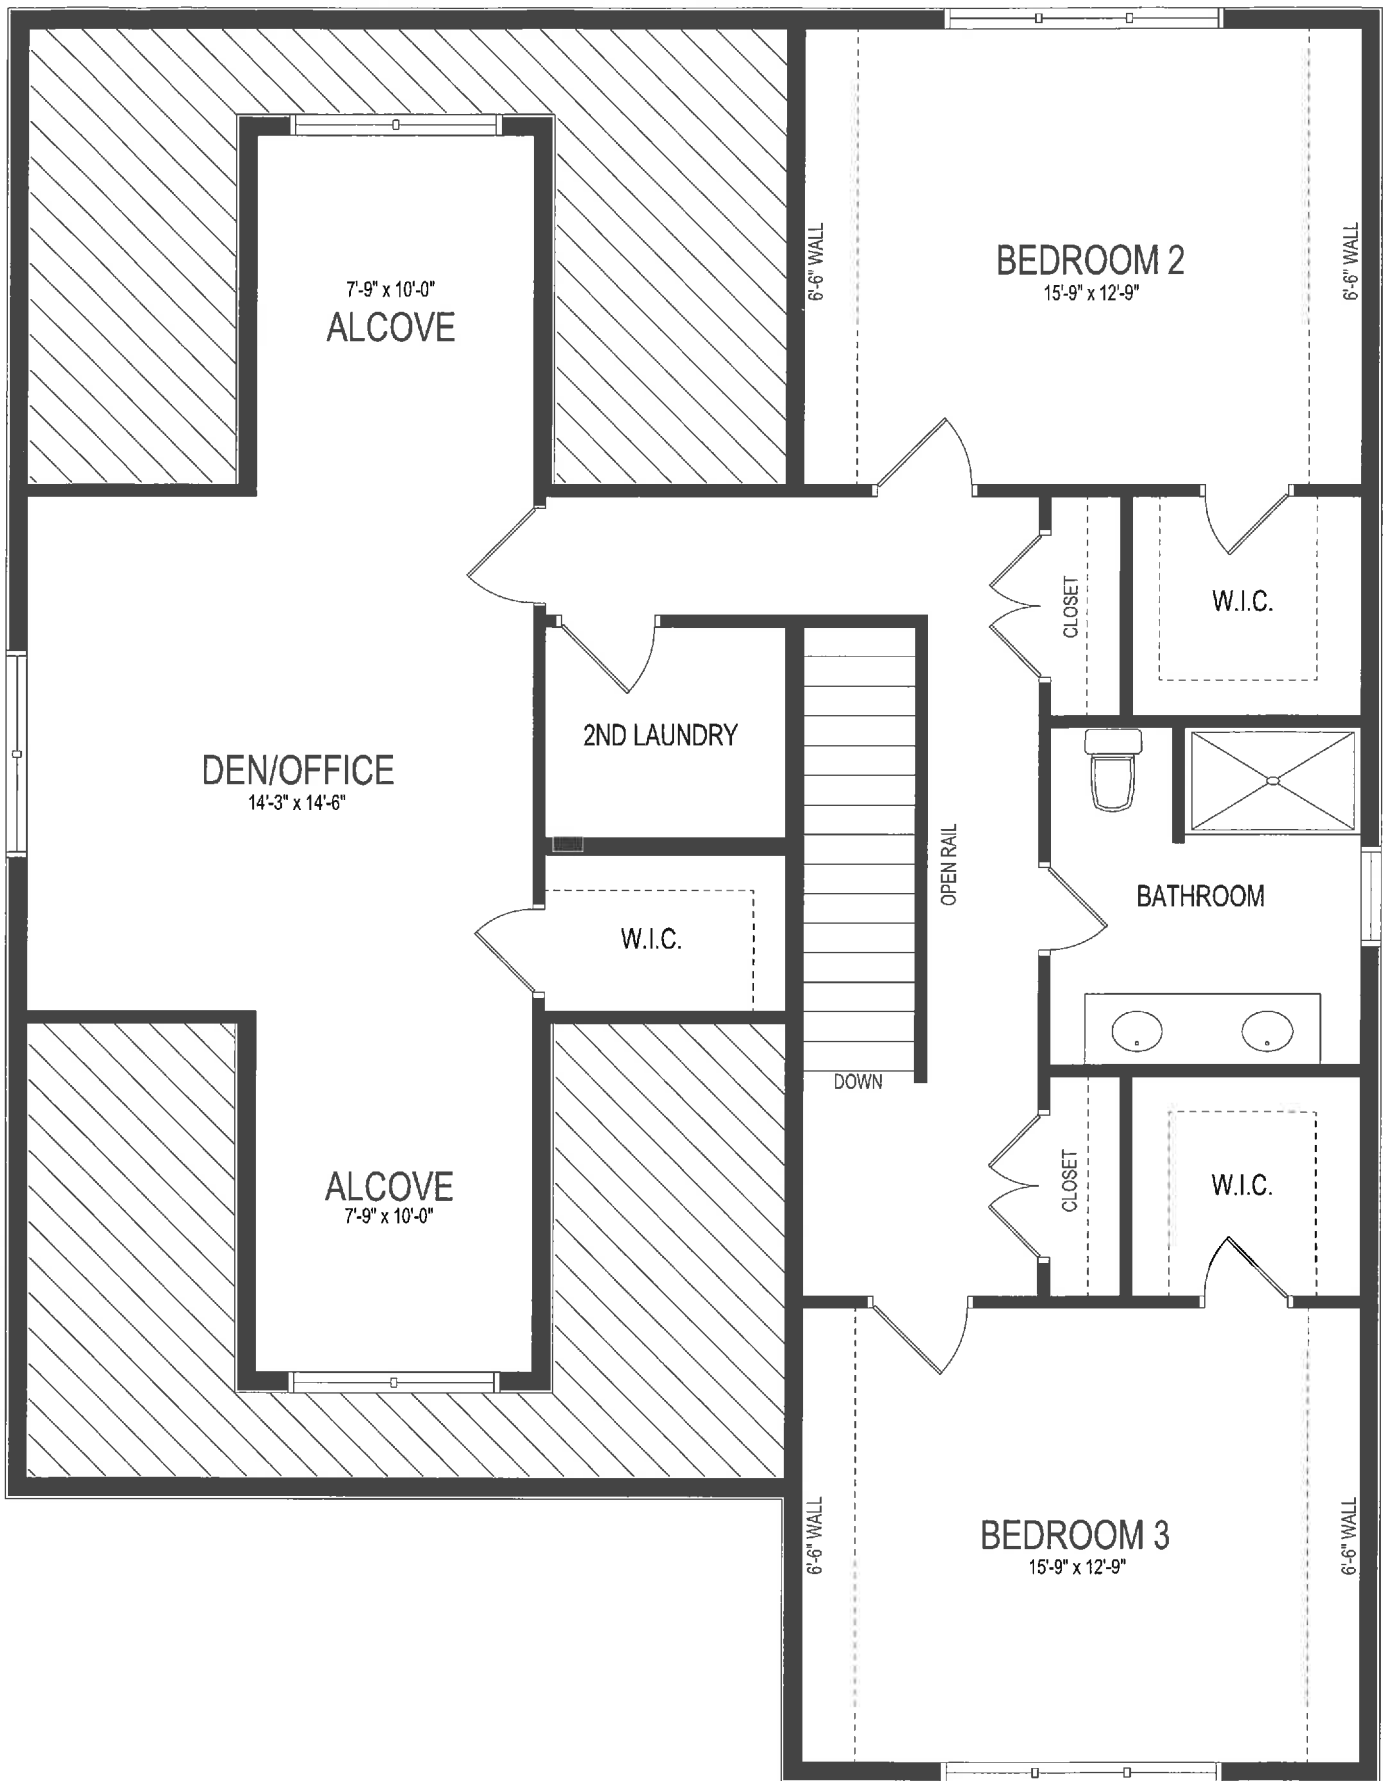 7'-9" x 10'-0"
ALCOVE
6'-6" WALL
BEDROOM 2
15'-9" x 12'-9"
6'-6" WALL
CLOSET
W.I.C.
2ND LAUNDRY
DEN/OFFICE
14'-3" x 14'-6"
OPEN RAIL
BATHROOM
W.I.C.
DOWN
ALCOVE
7'-9" x 10'-0"
CLOSET
W.I.C.
6'-6" WALL
BEDROOM 3
15'-9" x 12'-9"
6'-6" WALL